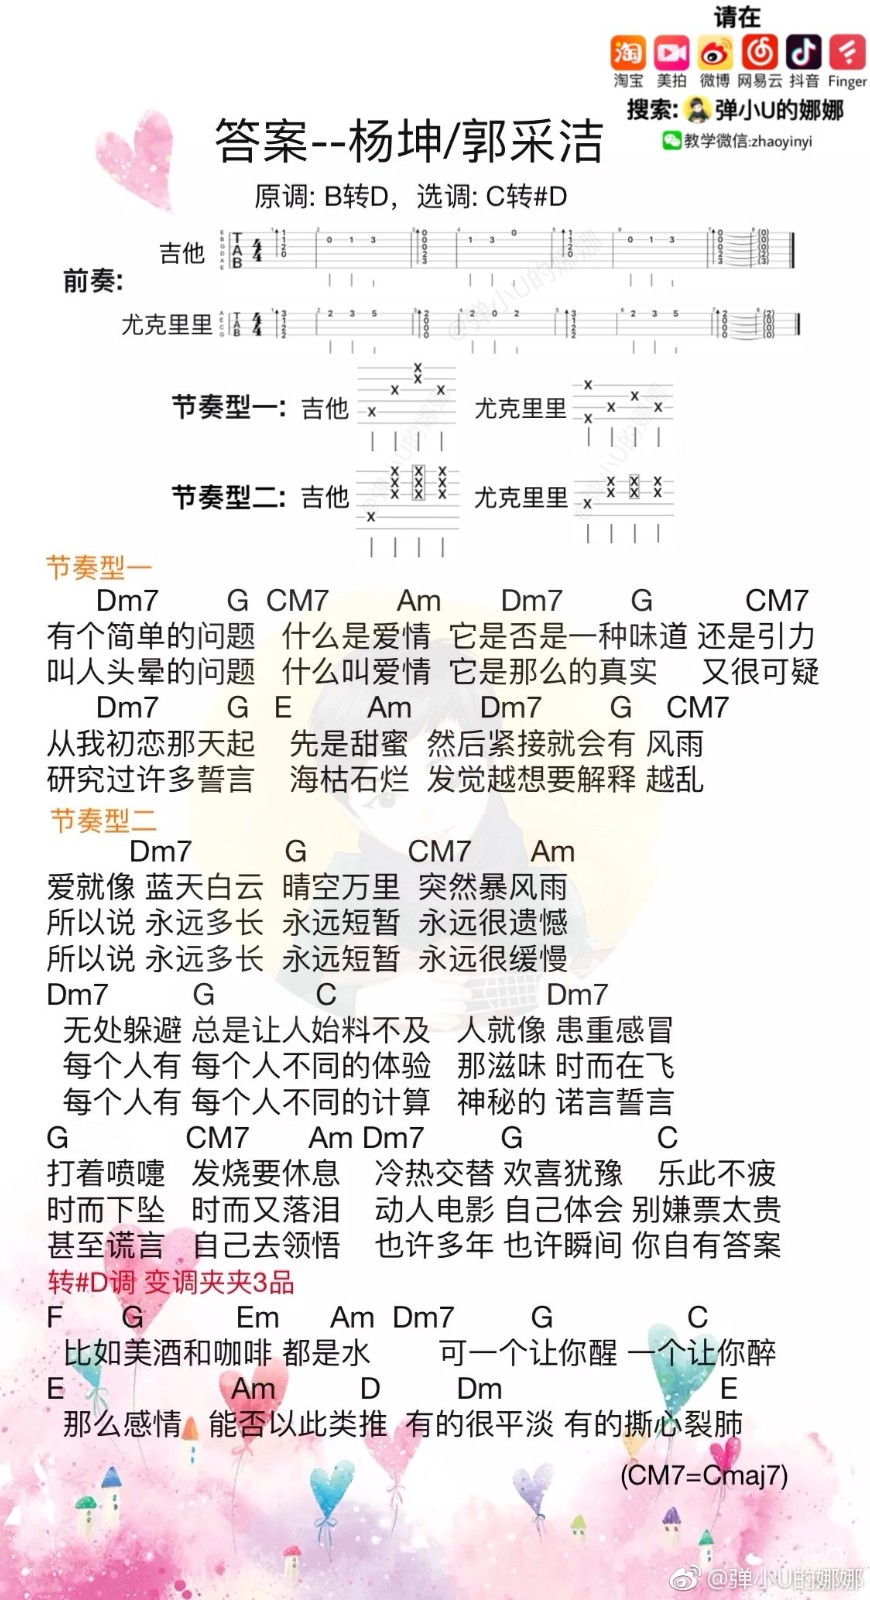 请在
淘
淘宝 美拍 微博 网易云 抖音 Finger
搜索: 弹小U的娜娜
教学微信:zhaoyinyi
答案--杨坤/郭采洁
原调: B转D，选调: C转#D
前奏:
吉他
尤克里里
节奏型一: 吉他 尤克里里
节奏型二: 吉他 尤克里里
节奏型一
Dm7 G CM7 Am Dm7 G CM7
有个简单的问题 什么是爱情 它是否是一种味道 还是引力
叫人头晕的问题 什么叫爱情 它是那么的真实 又很可疑
Dm7 G E Am Dm7 G CM7
从我初恋那天起 先是甜蜜 然后紧接就会有 风雨
研究过许多誓言 海枯石烂 发觉越想要解释 越乱
节奏型二
Dm7 G CM7 Am
爱就像 蓝天白云 晴空万里 突然暴风雨
所以说 永远多长 永远短暂 永远很遗憾
所以说 永远多长 永远短暂 永远很缓慢
Dm7 G C Dm7
无处躲避 总是让人始料不及 人就像 患重感冒
每个人有 每个人不同的体验 那滋味 时而在飞
每个人有 每个人不同的计算 神秘的 诺言誓言
G CM7 Am Dm7 G C
打着喷嚏 发烧要休息 冷热交替 欢喜犹豫 乐此不疲
时而下坠 时而又落泪 动人电影 自己体会 别嫌票太贵
甚至谎言 自己去领悟 也许多年 也许瞬间 你自有答案
转#D调 变调夹夹3品
F G Em Am Dm7 G C
比如美酒和咖啡 都是水 可一个让你醒 一个让你醉
E Am D Dm E
那么感情 能否以此类推 有的很平淡 有的撕心裂肺
(CM7=Cmaj7)
@弹小U的娜娜